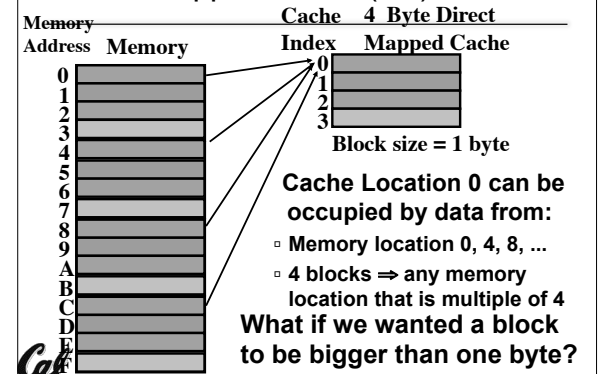 Memory
Address Memory
Cache 4 Byte Direct
Index Mapped Cache
0
1
2
3
4
5
6
7
8
9
A
B
C
D
E
F
0
1
2
3
Block size = 1 byte
Cache Location 0 can be
occupied by data from:
▫ Memory location 0, 4, 8, ...
▫ 4 blocks ⇒ any memory
location that is multiple of 4
What if we wanted a block
to be bigger than one byte?
Cal